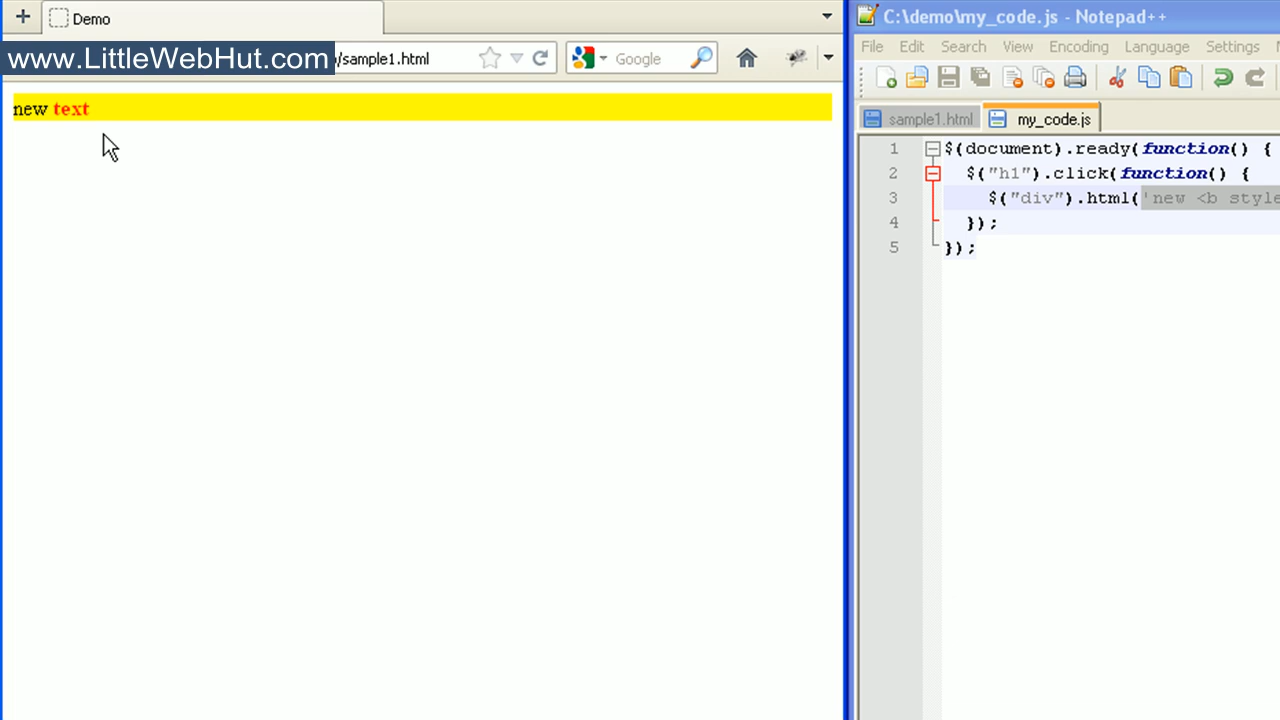 Demo
www.LittleWebHut.com
/sample1.html
Google
new text
C:\demo\my_code.js - Notepad++
File Edit Search View Encoding Language Settings
sample1.html
my_code.js
1 $(document).ready(function() {
2 $("h1").click(function() {
3 $("div").html('new <b style
4 });
5 });